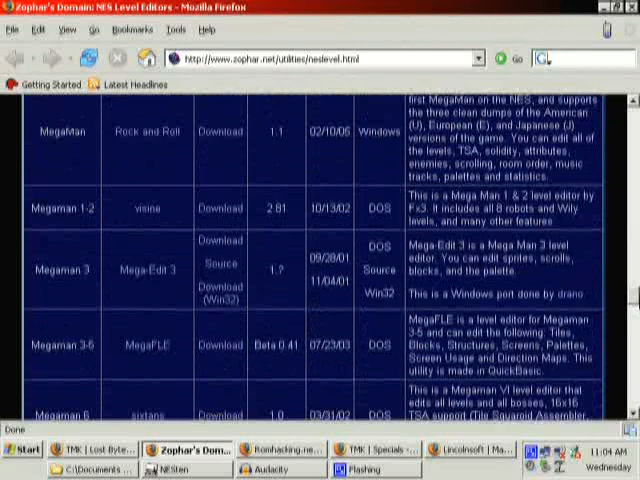 Zophar's Domain: NES Level Editors - Mozilla Firefox
File Edit View Go Bookmarks Tools Help
http://www.zophar.net/utilities/neslevel.html
Go
Getting Started Latest Headlines
first MegaMan on the NES, and supports
the three clean dumps of the American
(U), European (E), and Japanese (J)
versions of the game. You can edit all of
the levels, TSA, solidity, attributes,
enemies, scrolling, room order, music
tracks, palettes and statistics.
MegaMan Rock and Roll Download 1.1 02/10/06 Windows
This is a Mega Man 1 & 2 level editor by
Fx3. It includes all 8 robots and Wily
levels, and many other features
Megaman 1-2 visine Download 2.81 10/13/02 DOS
Megaman 3 Mega-Edit 3
Download
Source
Download
(Win32)
1.?
09/28/01
11/04/01
DOS
Source
Win32
Mega-Edit 3 is a Mega Man 3 level
editor. You can edit sprites, scrolls,
blocks, and the palette.
This is a Windows port done by drano.
Megaman 3-6 MegaFLE Download Beta 0.41 07/23/03 DOS
MegaFLE is a level editor for Megaman
3-5 and can edit the following: Tiles,
Blocks, Structures, Screens, Palettes,
Screen Usage and Direction Maps. This
utility is made in QuickBasic.
Megaman 6 sixtans Download 1.0 03/31/02 DOS
This is a Megaman VI level editor that
edits all levels and all bosses, 16x16
TSA support (Tile Squaroid Assembler,
Done
Start TMK | Lost Byte... Zophar's Dom... Romhacking.ne... TMK | Specials -... Lincolnsoft | Ma... 11:04 AM
C:\Documents ... NESten Audacity Flashing Wednesday